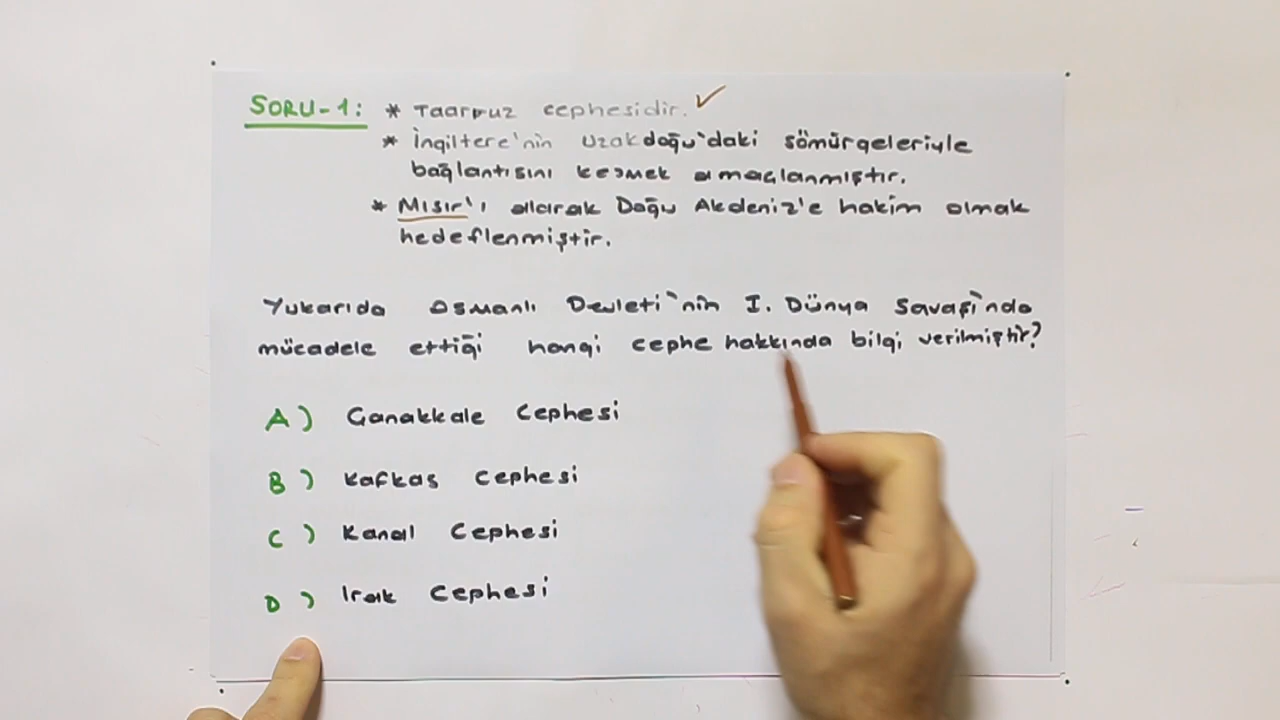 SORU-1: * Taarruz cephesidir. ✓
* İngiltere'nin Uzakdoğu'daki sömürgeleriyle
bağlantısını kesmek amaçlanmıştır.
* Mısır'ı alarak Doğu Akdeniz'e hakim olmak
hedeflenmiştir.
Yukarıda Osmanlı Devleti'nin I. Dünya Savaşı'nda
mücadele ettiği hangi cephe hakkında bilgi verilmiştir?
A) Çanakkale Cephesi
B) Kafkas Cephesi
C) Kanal Cephesi
D) Irak Cephesi